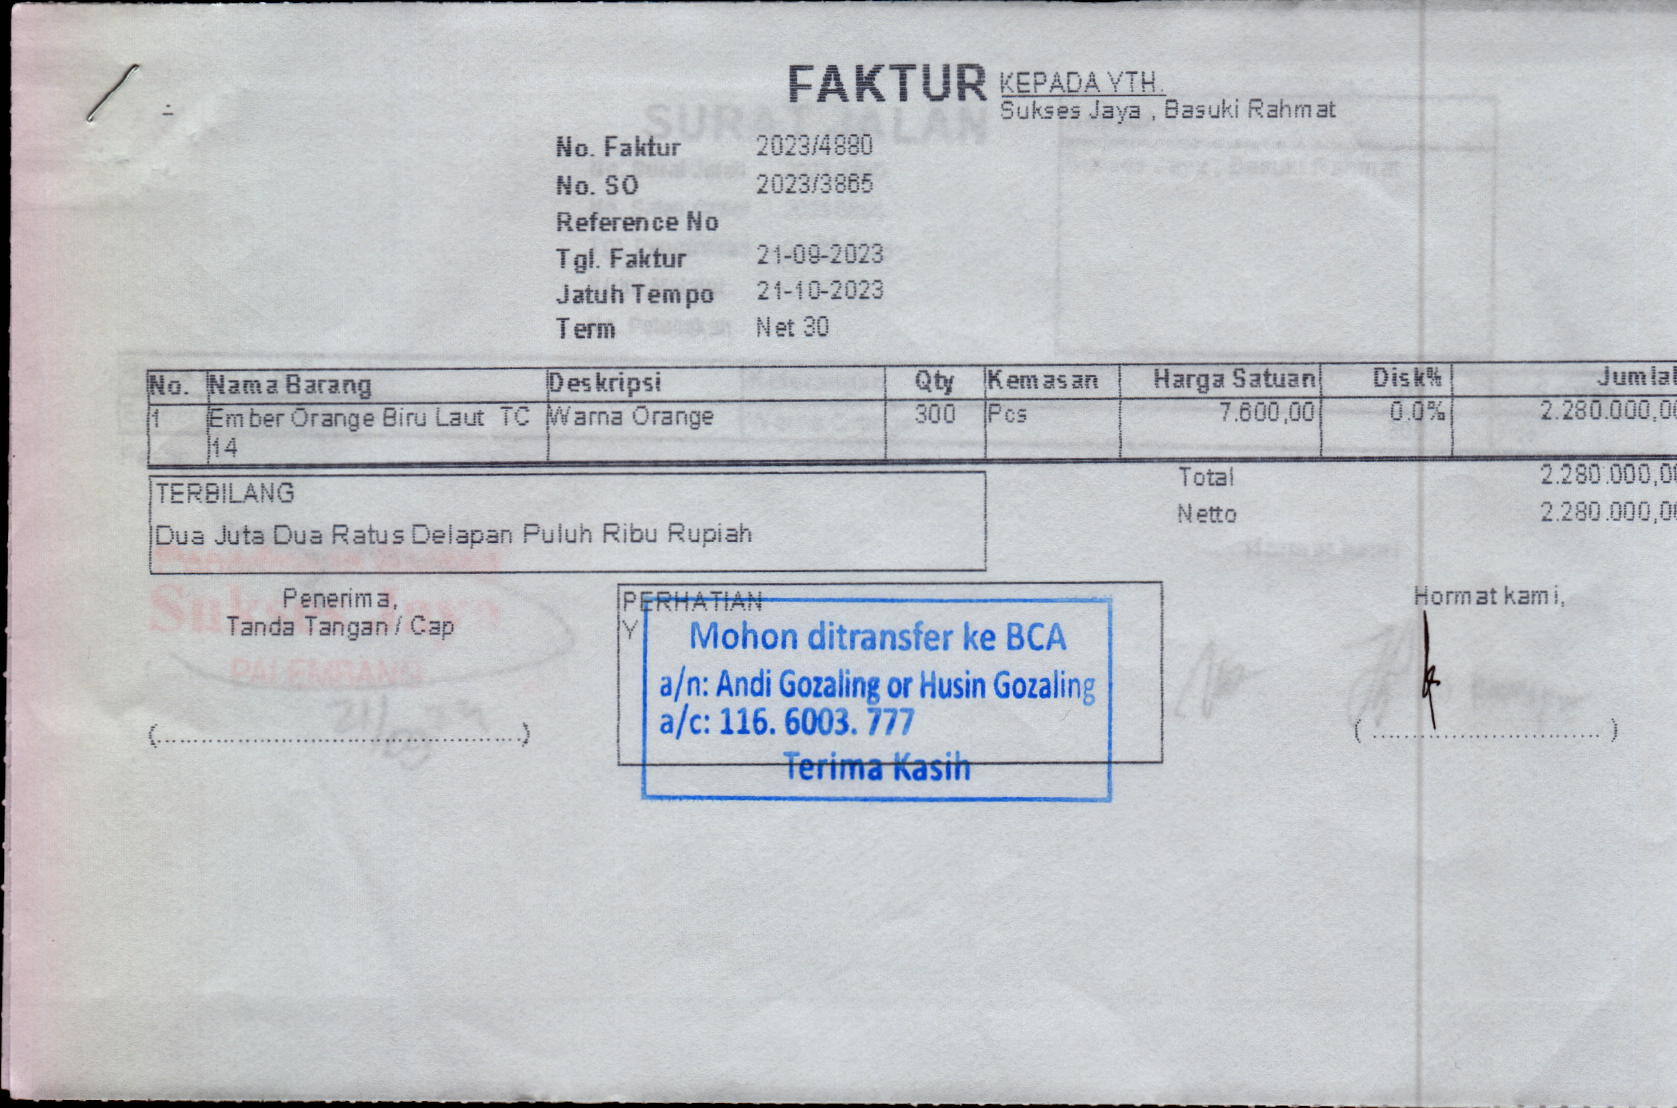 FAKTUR
KEPADA YTH.
Sukses Jaya , Basuki Rahmat
No. Faktur 2023/4880
No. SO 2023/3865
Reference No
Tgl. Faktur 21-09-2023
Jatuh Tempo 21-10-2023
Term Net 30
No. Nama Barang Deskripsi Qty Kemasan Harga Satuan Disk% Jumlah
1 Ember Orange Biru Laut TC Warna Orange 300 Pcs 7.600,00 0.0% 2.280.000,00
14
Total 2.280.000,00
Netto 2.280.000,00
TERBILANG
Dua Juta Dua Ratus Delapan Puluh Ribu Rupiah
Penerima,
Tanda Tangan / Cap
(................................................)
PERHATIAN
Y
Mohon ditransfer ke BCA
a/n: Andi Gozaling or Husin Gozaling
a/c: 116. 6003. 777
Terima Kasih
Hormat kami,
( .............................. )
SURAT JALAN
Sukses Jaya
PALEMBANG